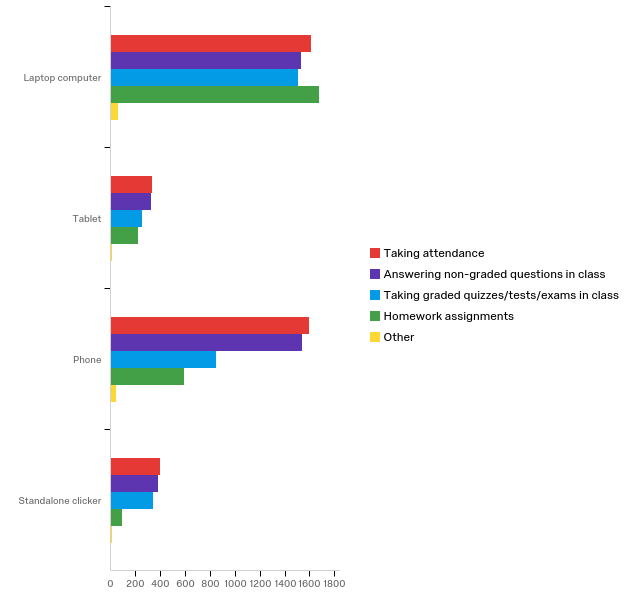 Laptop computer
Tablet
Phone
Standalone clicker
0 200 400 600 800 1000 1200 1400 1600 1800
Taking attendance
Answering non-graded questions in class
Taking graded quizzes/tests/exams in class
Homework assignments
Other